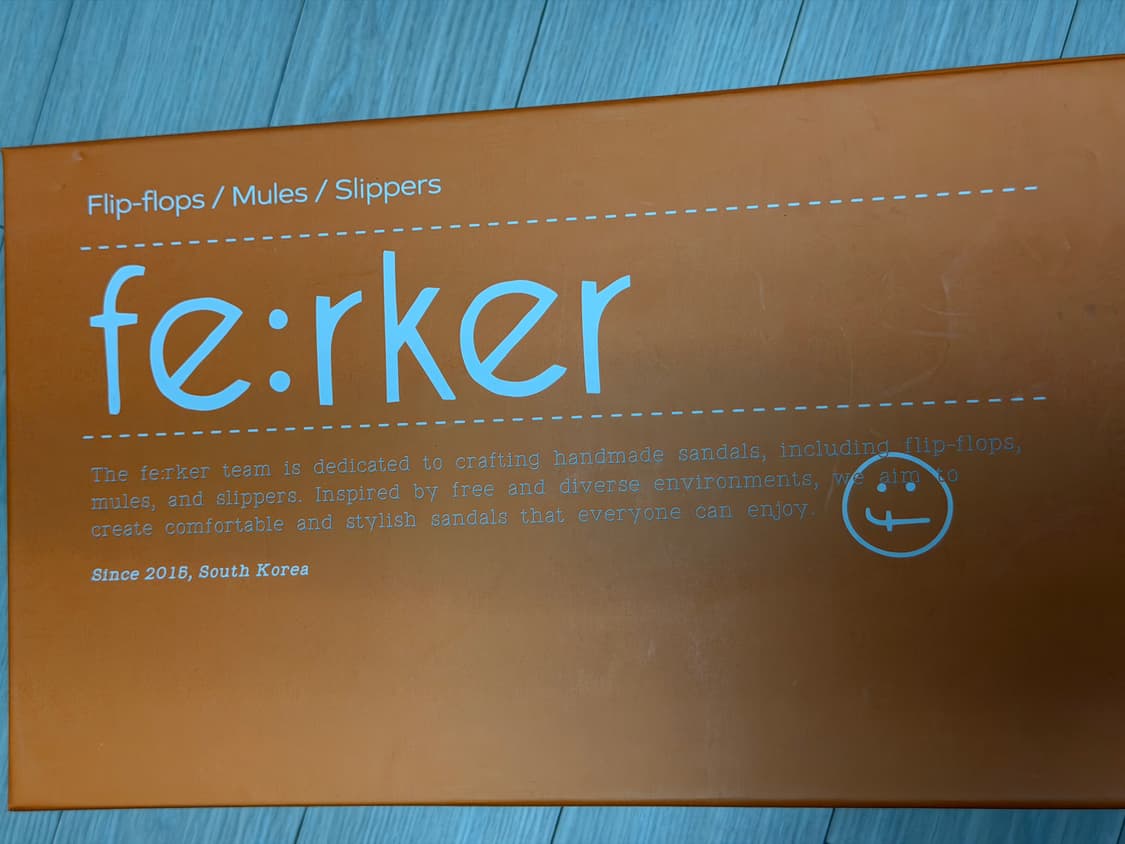 Flip-flops / Mules / Slippers
fe:rker
The fe:rker team is dedicated to crafting handmade sandals, including flip-flops,
mules, and slippers. Inspired by free and diverse environments, we aim to
create comfortable and stylish sandals that everyone can enjoy.
Since 2015, South Korea